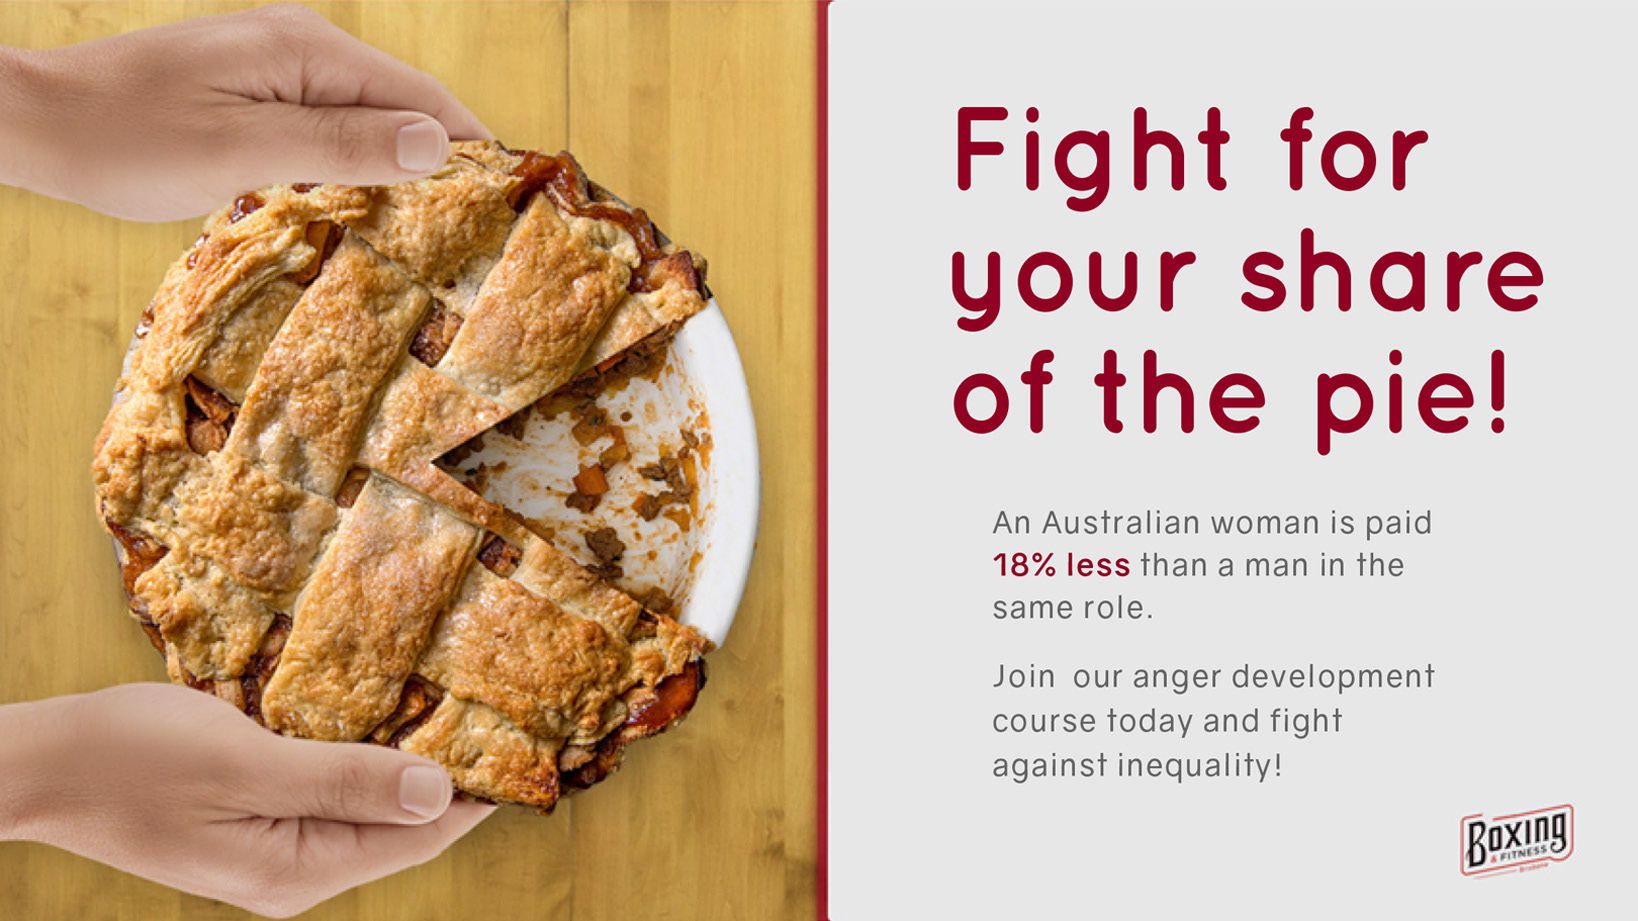 Fight for
your share
of the pie!
An Australian woman is paid
18% less than a man in the
same role.
Join our anger development
course today and fight
against inequality!
Boxing
& FITNESS
Brisbane